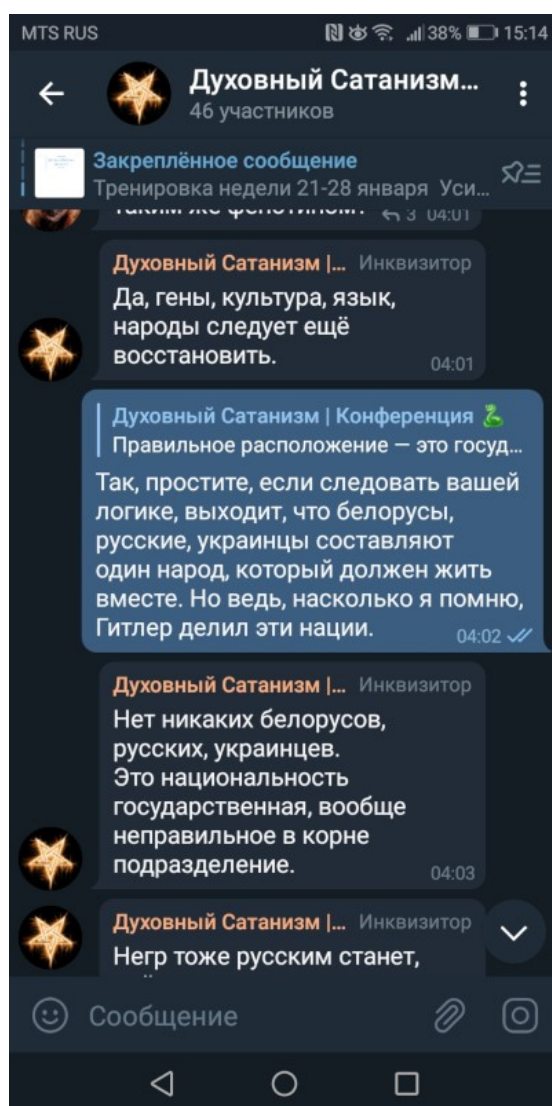 MTS RUS
38% 15:14
Духовный Сатанизм...
46 участников
Закреплённое сообщение
Тренировка недели 21-28 января Уси...
таким же фенотипом?
3 04:01
Духовный Сатанизм |... Инквизитор
Да, гены, культура, язык,
народы следует ещё
восстановить.
04:01
Духовный Сатанизм | Конференция
Правильное расположение — это госуд...
Так, простите, если следовать вашей
логике, выходит, что белорусы,
русские, украинцы составляют
один народ, который должен жить
вместе. Но ведь, насколько я помню,
Гитлер делил эти нации.
04:02
Духовный Сатанизм |... Инквизитор
Нет никаких белорусов,
русских, украинцев.
Это национальность
государственная, вообще
неправильное в корне
подразделение.
04:03
Духовный Сатанизм |... Инквизитор
Негр тоже русским станет,
Сообщение